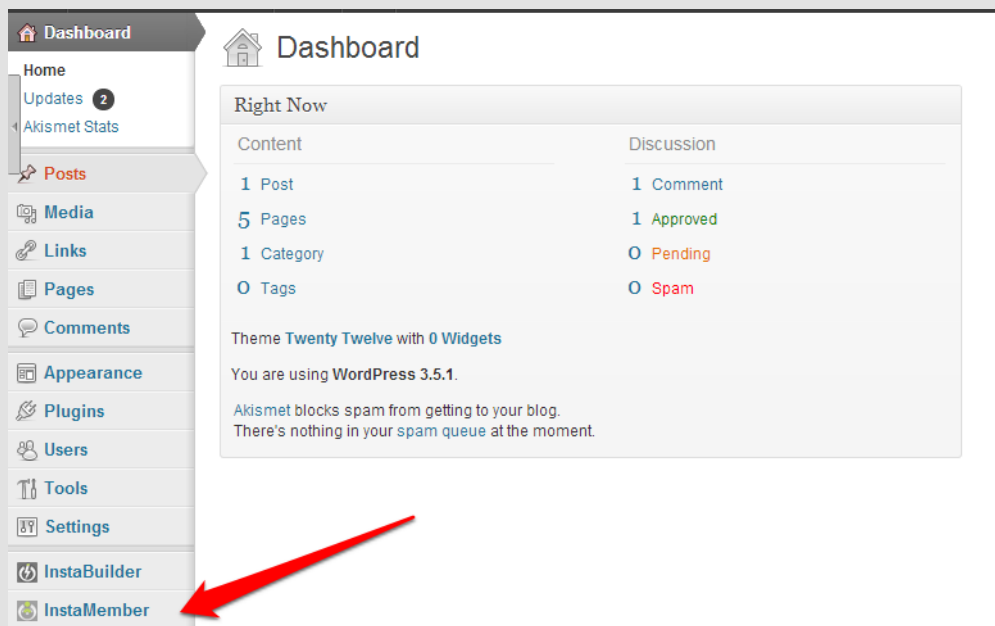 Dashboard
Home
Updates 2
Akismet Stats
Posts
Media
Links
Pages
Comments
Appearance
Plugins
Users
Tools
Settings
InstaBuilder
InstaMember
Dashboard
Right Now
Content
1 Post
5 Pages
1 Category
0 Tags
Discussion
1 Comment
1 Approved
0 Pending
0 Spam
Theme Twenty Twelve with 0 Widgets
You are using WordPress 3.5.1.
Akismet blocks spam from getting to your blog.
There's nothing in your spam queue at the moment.